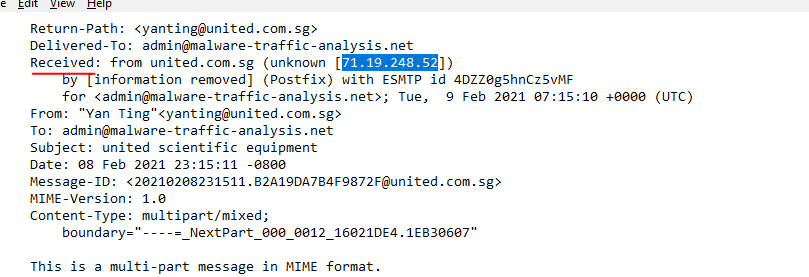 e Edit View Help
Return-Path: <yanting@united.com.sg>
Delivered-To: admin@malware-traffic-analysis.net
Received: from united.com.sg (unknown [71.19.248.52])
by [information removed] (Postfix) with ESMTP id 4DZZ0g5hnCz5vMF
for <admin@malware-traffic-analysis.net>; Tue,  9 Feb 2021 07:15:10 +0000 (UTC)
From: "Yan Ting"<yanting@united.com.sg>
To: admin@malware-traffic-analysis.net
Subject: united scientific equipment
Date: 08 Feb 2021 23:15:11 -0800
Message-ID: <20210208231511.B2A19DA7B4F9872F@united.com.sg>
MIME-Version: 1.0
Content-Type: multipart/mixed;
boundary="----=_NextPart_000_0012_16021DE4.1EB30607"
This is a multi-part message in MIME format.